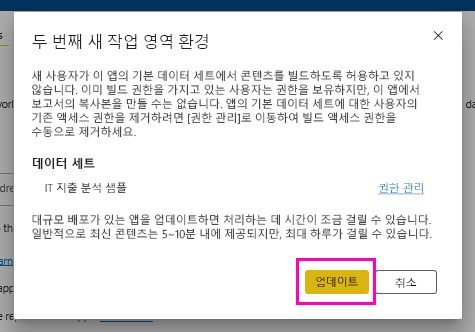 두 번째 새 작업 영역 환경
새 사용자가 이 앱의 기본 데이터 세트에서 콘텐츠를 빌드하도록 허용하고 있지
않습니다. 이미 빌드 권한을 가지고 있는 사용자는 권한을 보유하지만, 이 앱에서
보고서의 복사본을 만들 수는 없습니다. 앱의 기본 데이터 세트에 대한 사용자의
기존 액세스 권한을 제거하려면 [권한 관리]로 이동하여 빌드 액세스 권한을
수동으로 제거하세요.
데이터 세트
IT 지출 분석 샘플 권한 관리
대규모 배포가 있는 앱을 업데이트하면 처리하는 데 시간이 조금 걸릴 수 있습니다.
일반적으로 최신 콘텐츠는 5~10분 내에 제공되지만, 최대 하루가 걸릴 수 있습니다.
업데이트 취소